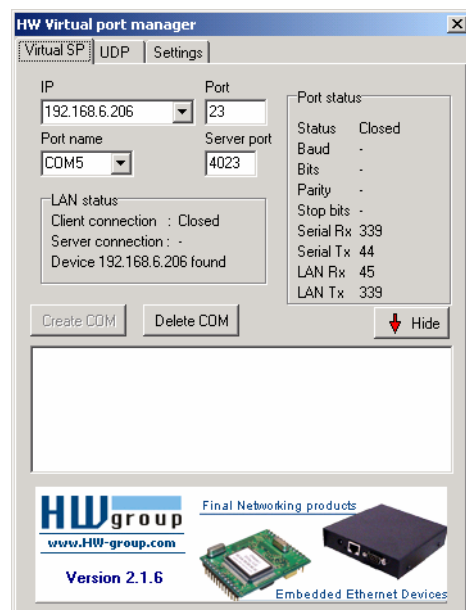 HW Virtual port manager
Virtual SP UDP Settings
IP Port
192.168.6.206 23
Port name Server port
COM5 4023
LAN status
Client connection : Closed
Server connection : -
Device 192.168.6.206 found
Port status
Status Closed
Baud -
Bits -
Parity -
Stop bits -
Serial Rx 339
Serial Tx 44
LAN Rx 45
LAN Tx 339
Create COM Delete COM Hide
HW group
www.HW-group.com
Version 2.1.6
Final Networking products
Embedded Ethernet Devices